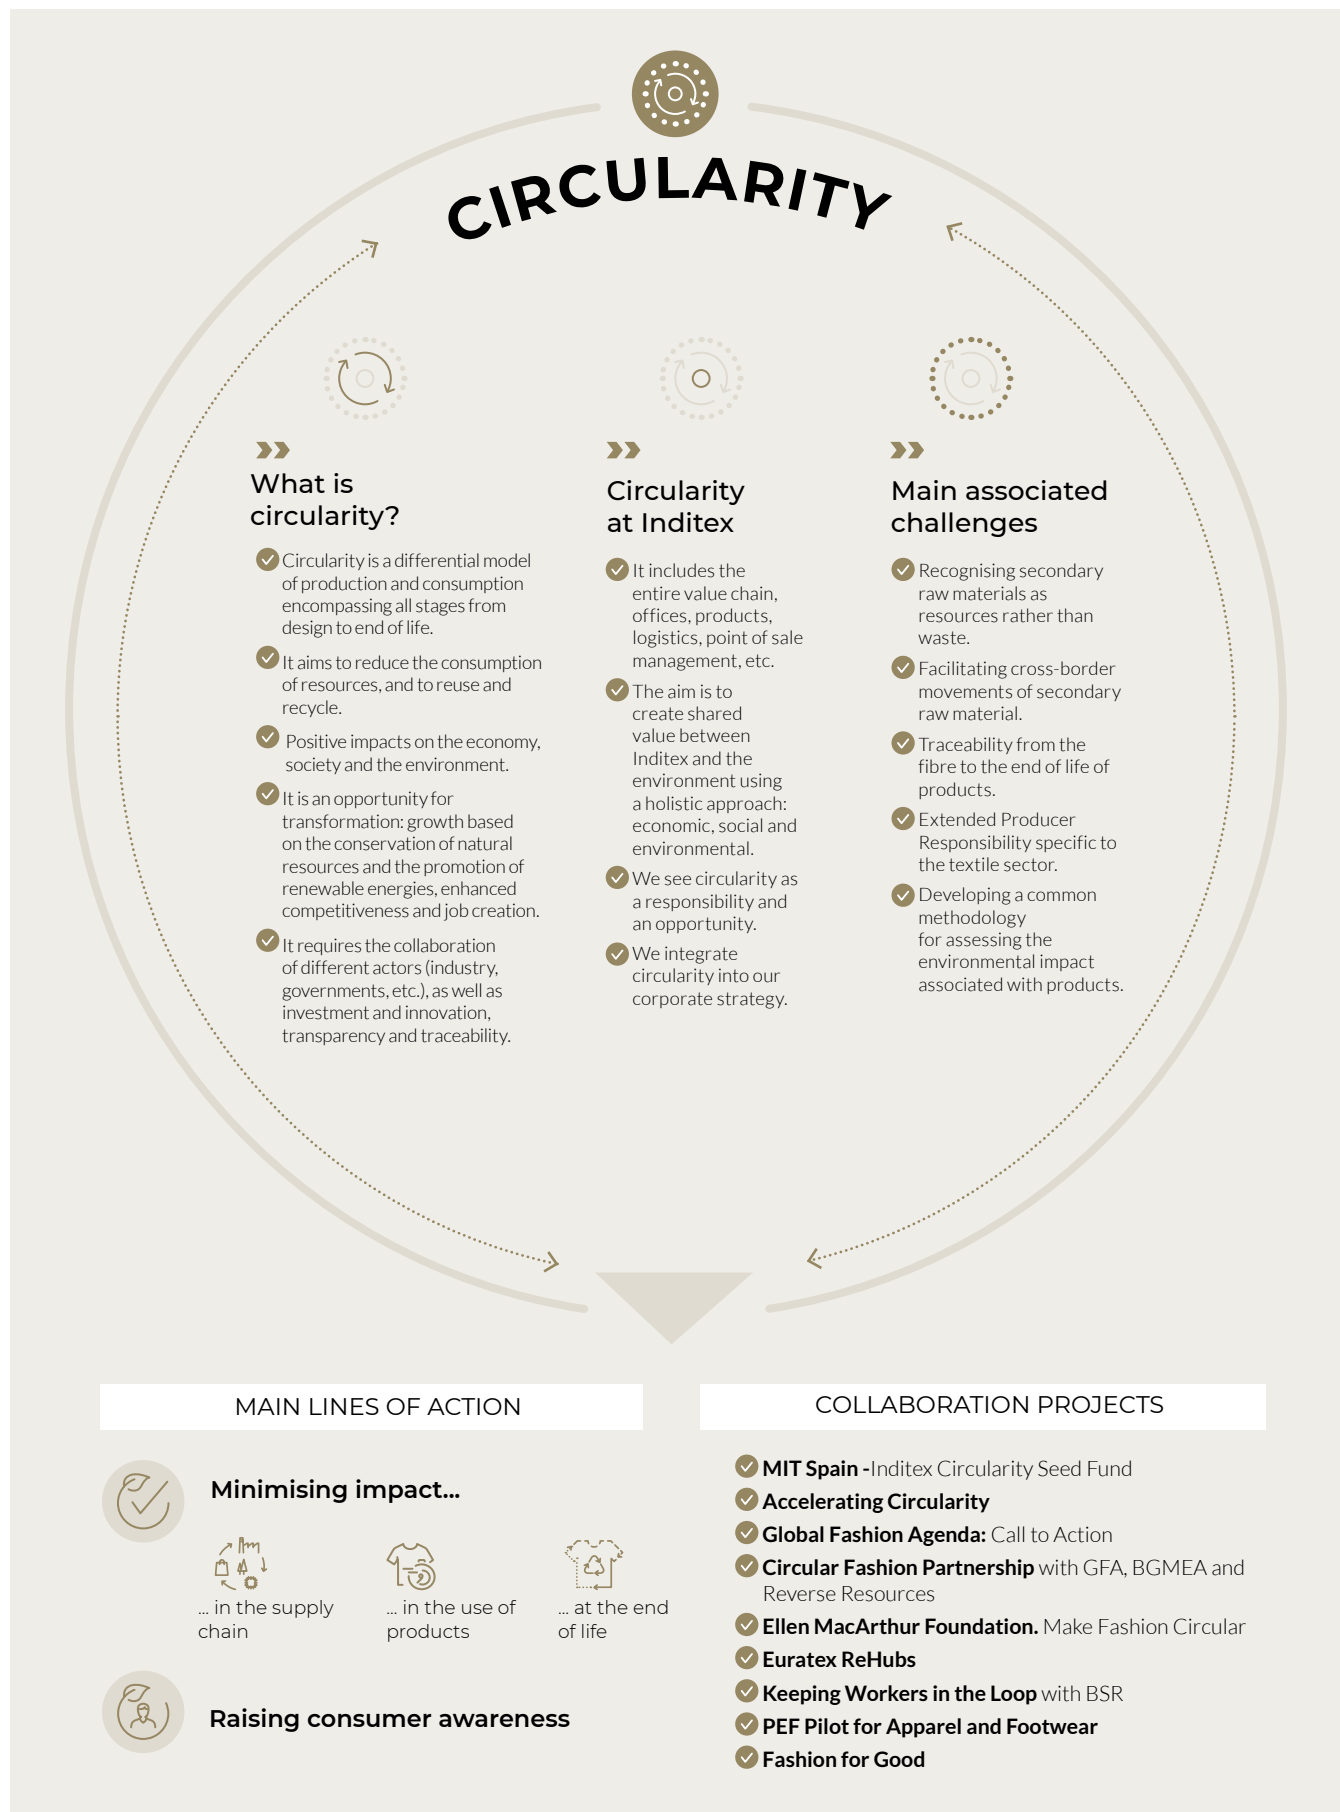 CIRCULARITY
What is
circularity?
Circularity is a differential model
of production and consumption
encompassing all stages from
design to end of life.
It aims to reduce the consumption
of resources, and to reuse and
recycle.
Positive impacts on the economy,
society and the environment.
It is an opportunity for
transformation: growth based
on the conservation of natural
resources and the promotion of
renewable energies, enhanced
competitiveness and job creation.
It requires the collaboration
of different actors (industry,
governments, etc.), as well as
investment and innovation,
transparency and traceability.
Circularity
at Inditex
It includes the
entire value chain,
offices, products,
logistics, point of sale
management, etc.
The aim is to
create shared
value between
Inditex and the
environment using
a holistic approach:
economic, social and
environmental.
We see circularity as
a responsibility and
an opportunity.
We integrate
circularity into our
corporate strategy.
Main associated
challenges
Recognising secondary
raw materials as
resources rather than
waste.
Facilitating cross-border
movements of secondary
raw material.
Traceability from the
fibre to the end of life of
products.
Extended Producer
Responsibility specific to
the textile sector.
Developing a common
methodology
for assessing the
environmental impact
associated with products.
MAIN LINES OF ACTION
Minimising impact...
... in the supply
chain
... in the use of
products
... at the end
of life
Raising consumer awareness
COLLABORATION PROJECTS
MIT Spain -Inditex Circularity Seed Fund
Accelerating Circularity
Global Fashion Agenda: Call to Action
Circular Fashion Partnership with GFA, BGMEA and
Reverse Resources
Ellen MacArthur Foundation. Make Fashion Circular
Euratex ReHubs
Keeping Workers in the Loop with BSR
PEF Pilot for Apparel and Footwear
Fashion for Good